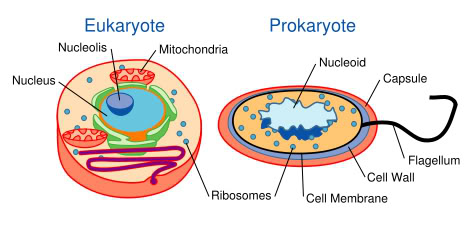 Eukaryote
Prokaryote
Nucleolis
Mitochondria
Nucleus
Nucleoid
Capsule
Flagellum
Cell Wall
Ribosomes
Cell Membrane